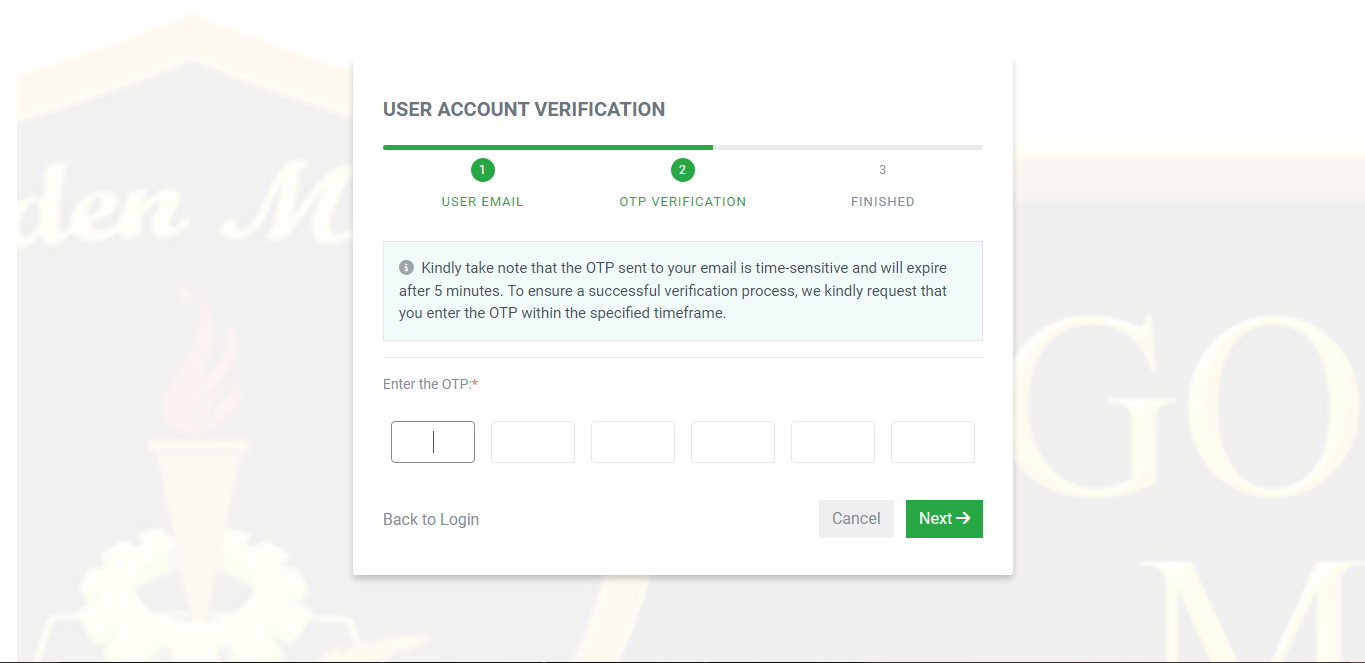 USER ACCOUNT VERIFICATION
1
2
3
USER EMAIL
OTP VERIFICATION
FINISHED
Kindly take note that the OTP sent to your email is time-sensitive and will expire
after 5 minutes. To ensure a successful verification process, we kindly request that
you enter the OTP within the specified timeframe.
Enter the OTP:*
Back to Login
Cancel
Next
den M
GO
M